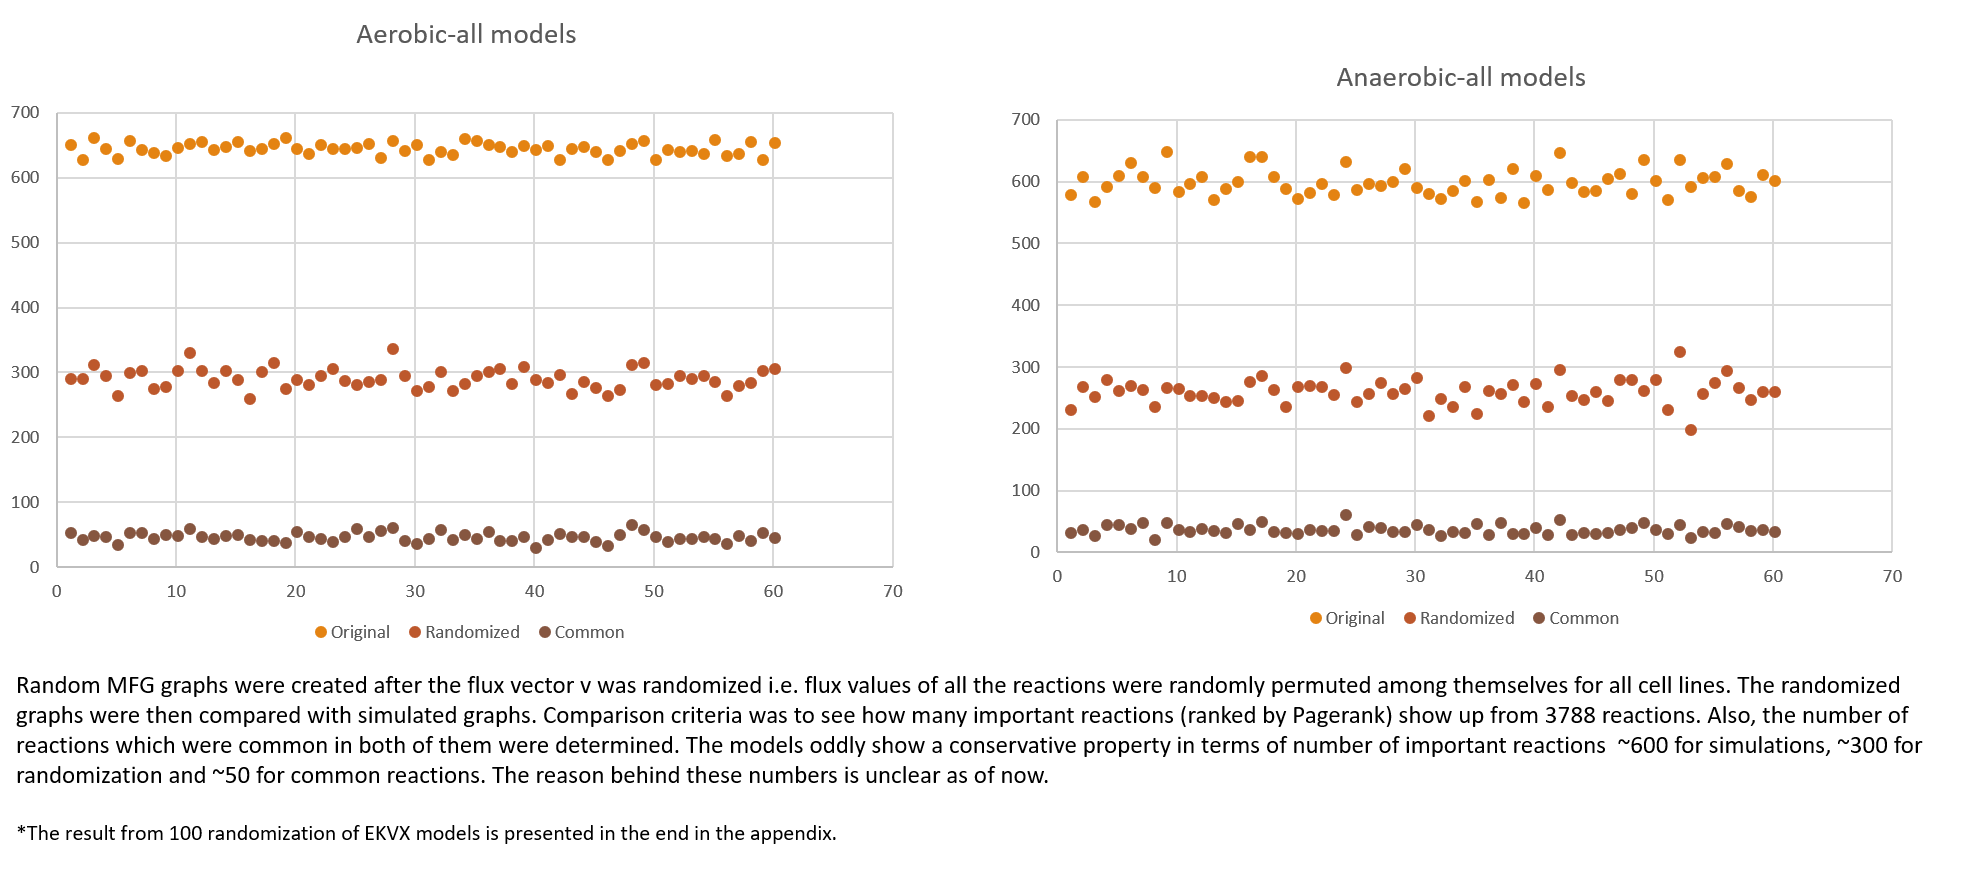 Aerobic-all models
700
600
500
400
300
200
100
0
0 10 20 30 40 50 60 70
Original Randomized Common
Anaerobic-all models
700
600
500
400
300
200
100
0
0 10 20 30 40 50 60 70
Original Randomized Common
Random MFG graphs were created after the flux vector v was randomized i.e. flux values of all the reactions were randomly permuted among themselves for all cell lines. The randomized
graphs were then compared with simulated graphs. Comparison criteria was to see how many important reactions (ranked by Pagerank) show up from 3788 reactions. Also, the number of
reactions which were common in both of them were determined. The models oddly show a conservative property in terms of number of important reactions ~600 for simulations, ~300 for
randomization and ~50 for common reactions. The reason behind these numbers is unclear as of now.
*The result from 100 randomization of EKVX models is presented in the end in the appendix.